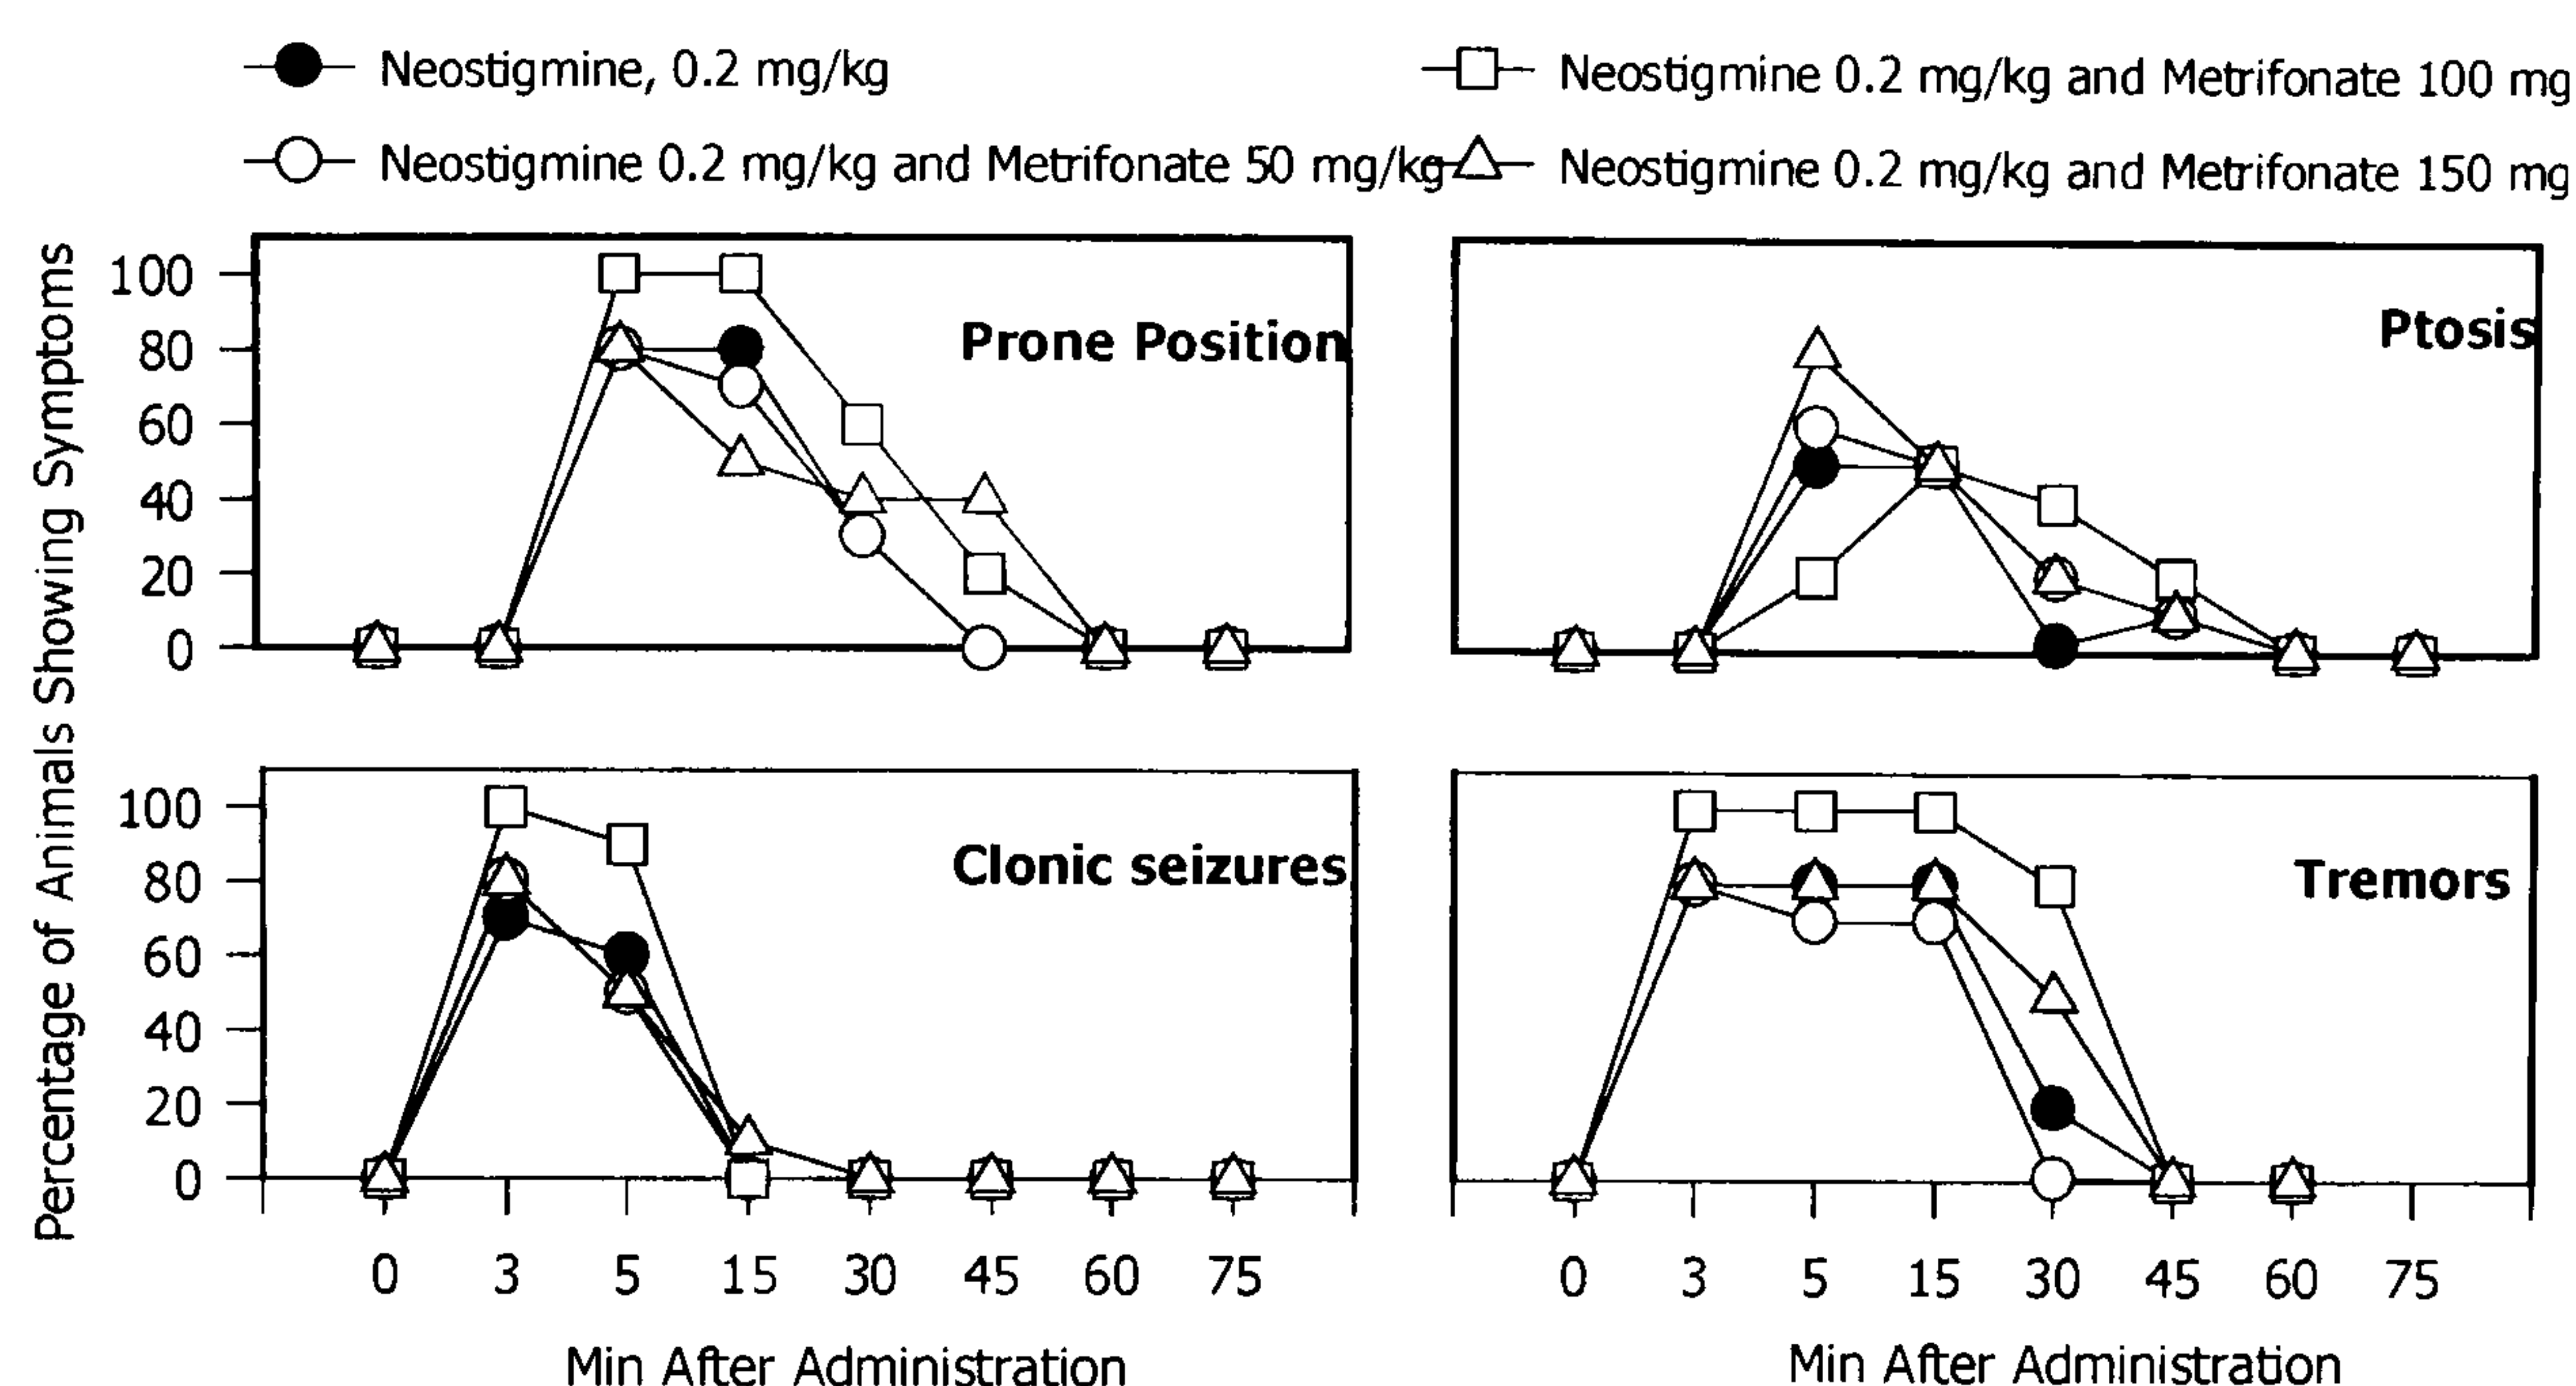 Neostigmine, 0.2 mg/kg
Neostigmine 0.2 mg/kg and Metrifonate 50 mg/kg
Neostigmine 0.2 mg/kg and Metrifonate 100 mg
Neostigmine 0.2 mg/kg and Metrifonate 150 mg
Percentage of Animals Showing Symptoms
100
80
60
40
20
0
Prone Position
Ptosis
100
80
60
40
20
0
Clonic seizures
Tremors
0 3 5 15 30 45 60 75
0 3 5 15 30 45 60 75
Min After Administration
Min After Administration